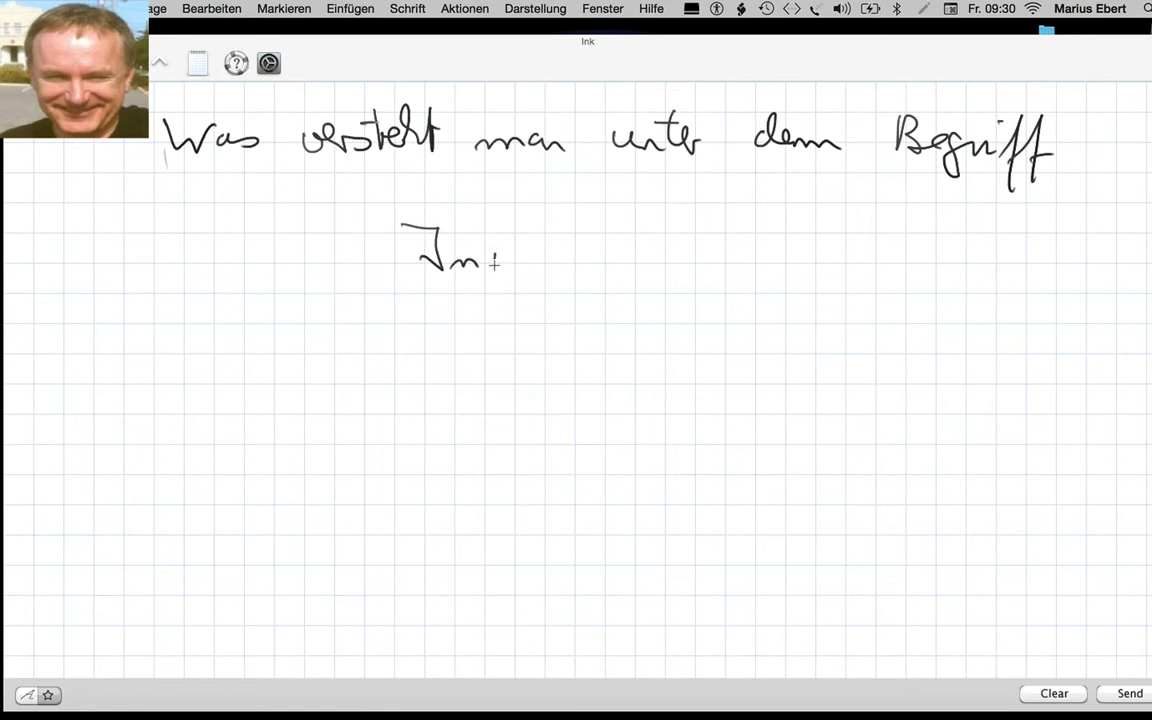 age Bearbeiten Markieren Einfügen Schrift Aktionen Darstellung Fenster Hilfe Fr. 09:30 Marius Ebert
Ink
Was versteht man unter dem Begriff
In
Clear Send